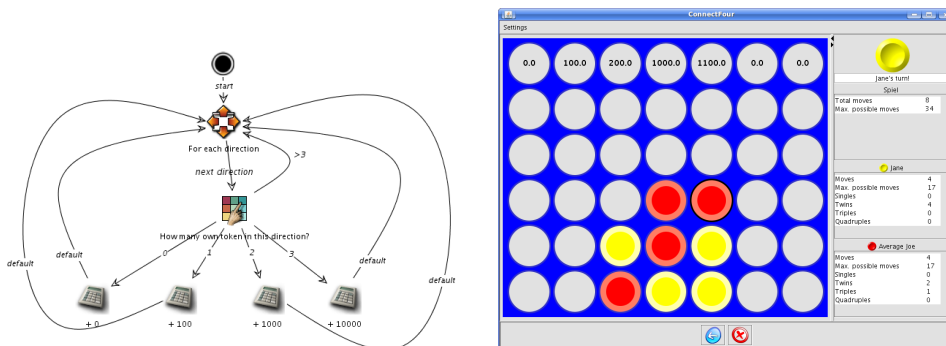 start
For each direction
>3
next direction
How many own token in this direction?
0
1
2
3
default
default
default
default
+ 0
+ 100
+ 1000
+ 10000
ConnectFour
Settings
0.0 100.0 200.0 1000.0 1100.0 0.0 0.0
Jane's turn!
Spiel
Total moves 8
Max. possible moves 34
Jane
Moves 4
Max. possible moves 17
Singles 0
Twins 4
Triples 0
Quadruples 0
Average Joe
Moves 4
Max. possible moves 17
Singles 0
Twins 2
Triples 1
Quadruples 0